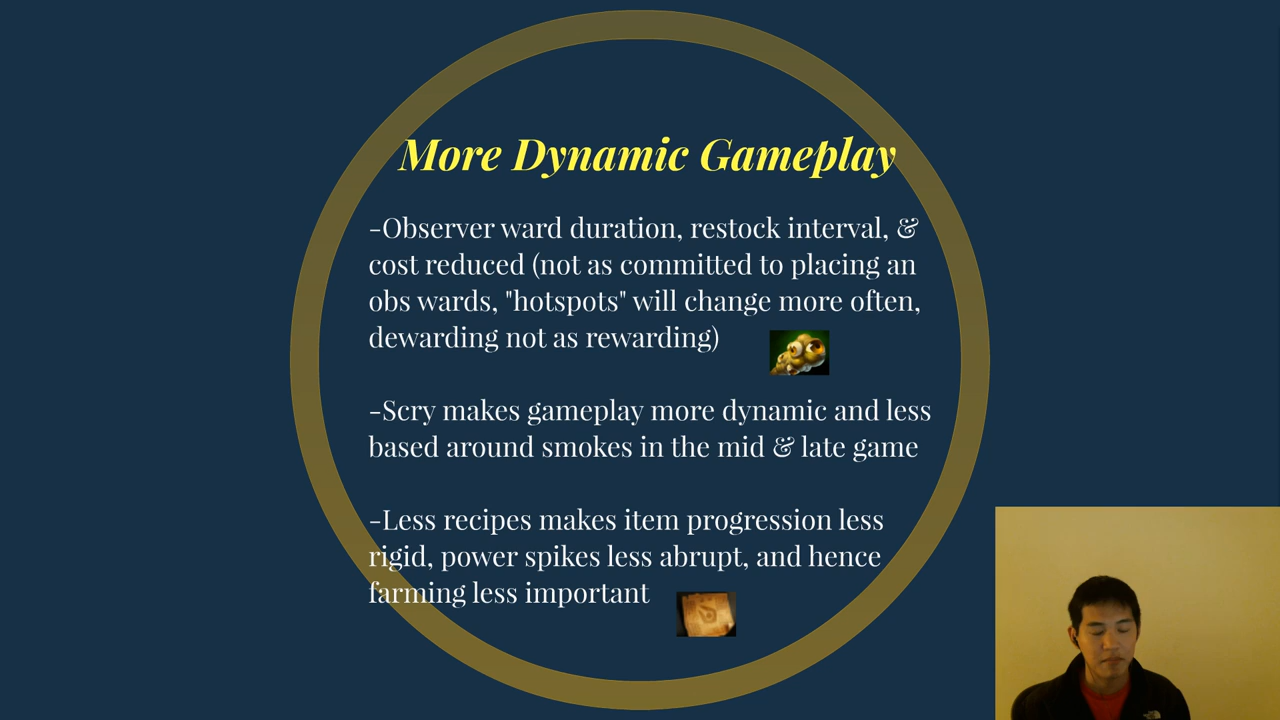 More Dynamic Gameplay
-Observer ward duration, restock interval, &
cost reduced (not as committed to placing an
obs wards, "hotspots" will change more often,
dewarding not as rewarding)
-Scry makes gameplay more dynamic and less
based around smokes in the mid & late game
-Less recipes makes item progression less
rigid, power spikes less abrupt, and hence
farming less important